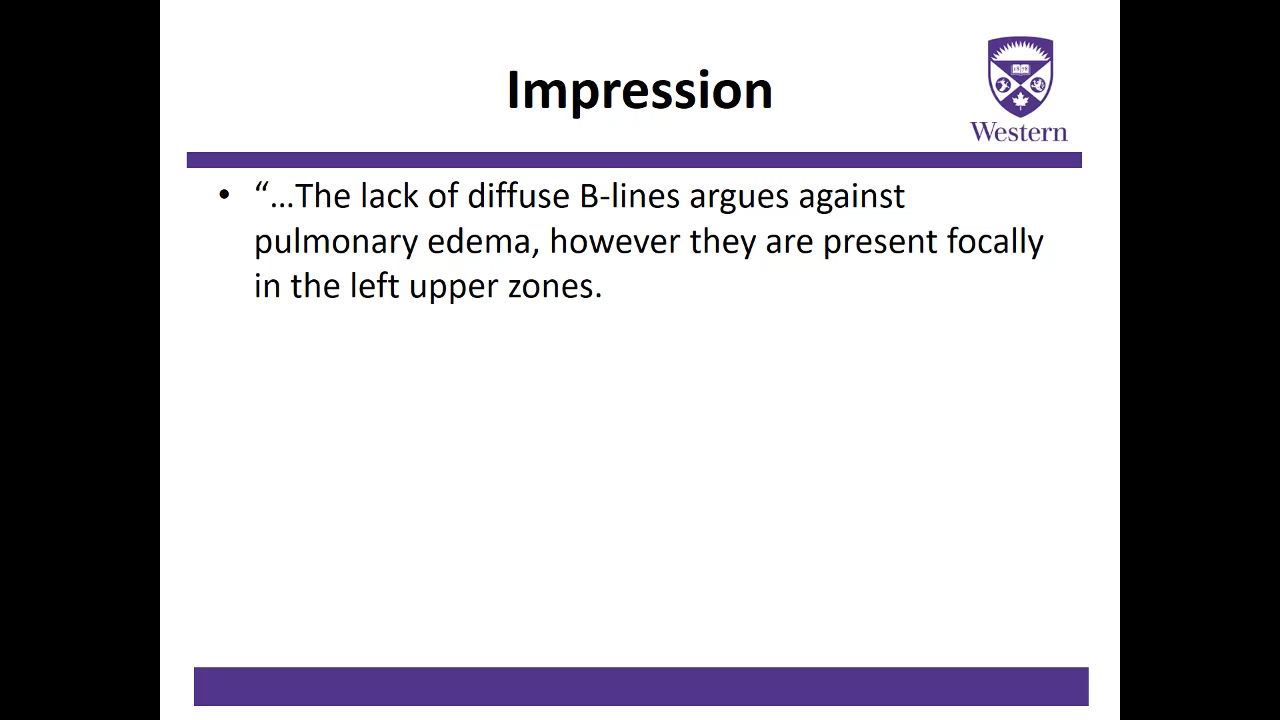 Impression
Western
• “…The lack of diffuse B-lines argues against
pulmonary edema, however they are present focally
in the left upper zones.